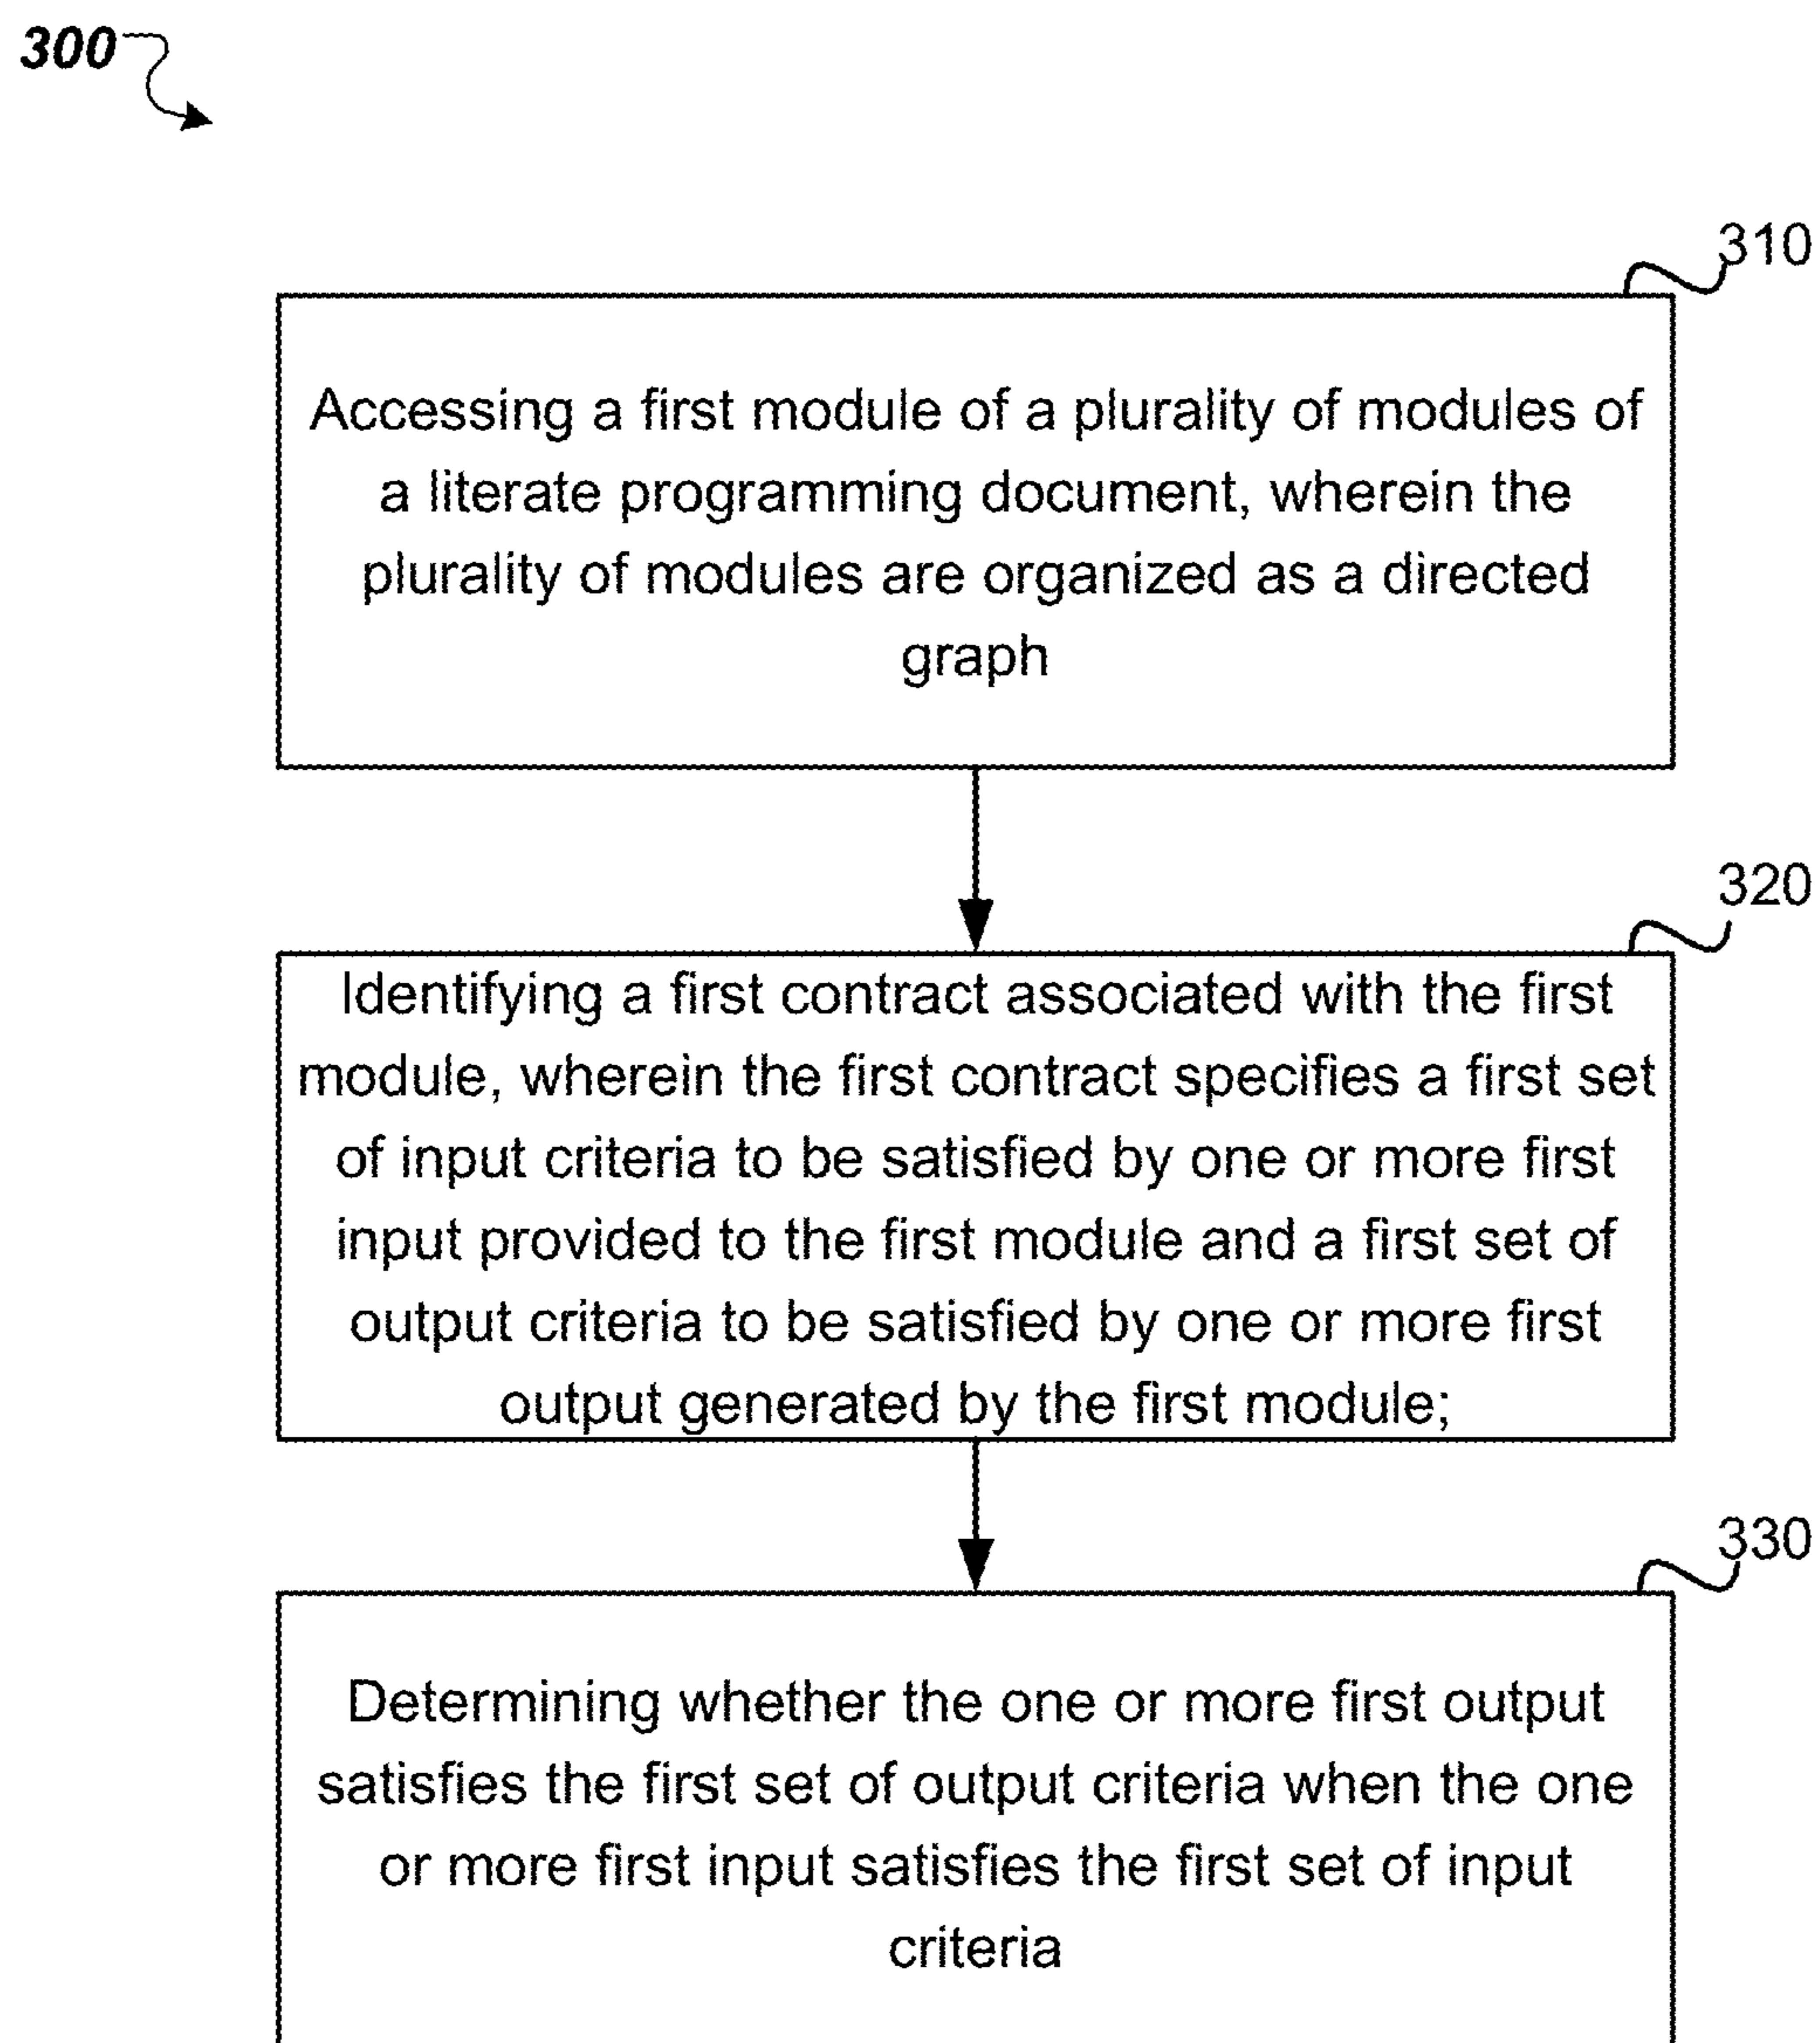 300
310
Accessing a first module of a plurality of modules of
a literate programming document, wherein the
plurality of modules are organized as a directed
graph
320
Identifying a first contract associated with the first
module, wherein the first contract specifies a first set
of input criteria to be satisfied by one or more first
input provided to the first module and a first set of
output criteria to be satisfied by one or more first
output generated by the first module;
330
Determining whether the one or more first output
satisfies the first set of output criteria when the one
or more first input satisfies the first set of input
criteria